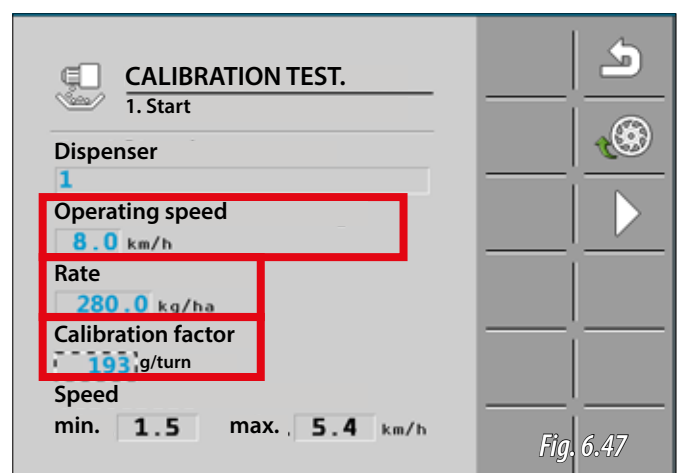 CALIBRATION TEST.
1. Start
Dispenser
1
Operating speed
8.0 km/h
Rate
280.0 kg/ha
Calibration factor
193 g/turn
Speed
min. 1.5 max. 5.4 km/h
Fig. 6.47